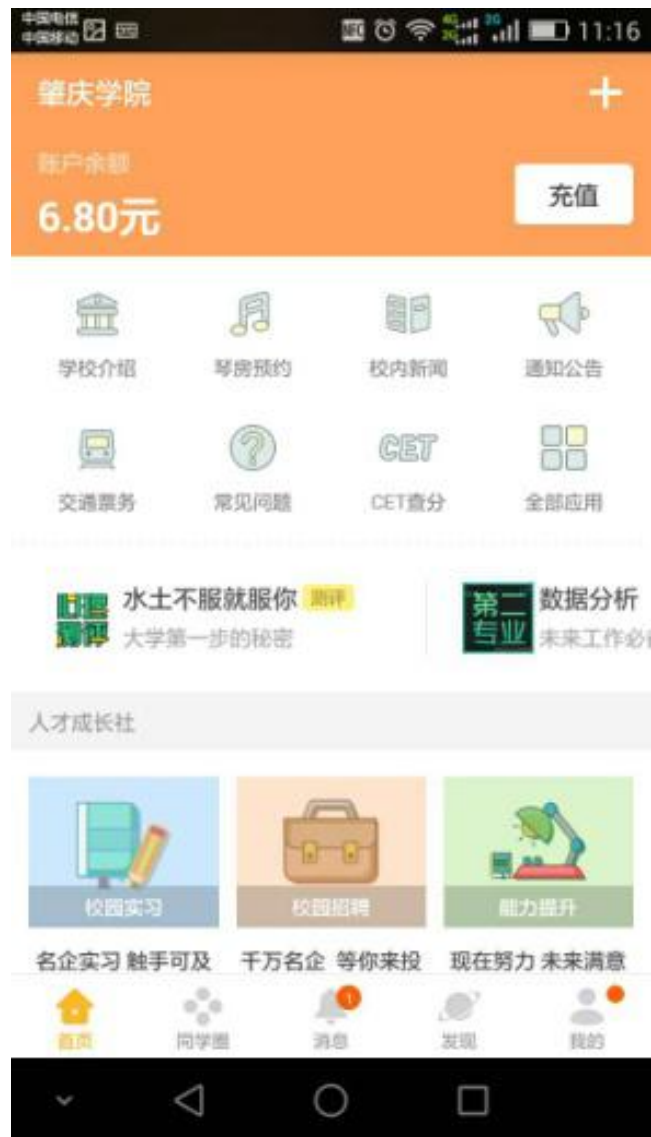 中国电信
中国移动
NFC 4G 2G 2G 11:16
肇庆学院
账户余额
6.80元
充值
学校介绍 琴房预约 校内新闻 通知公告
CET
交通票务 常见问题 CET查分 全部应用
水土不服就服你 测评
大学第一步的秘密
第二专业
数据分析
未来工作必
人才成长社
校园实习 校园招聘 能力提升
名企实习 触手可及 千万名企 等你来投 现在努力 未来满意
1
首页 同学圈 消息 发现 我的